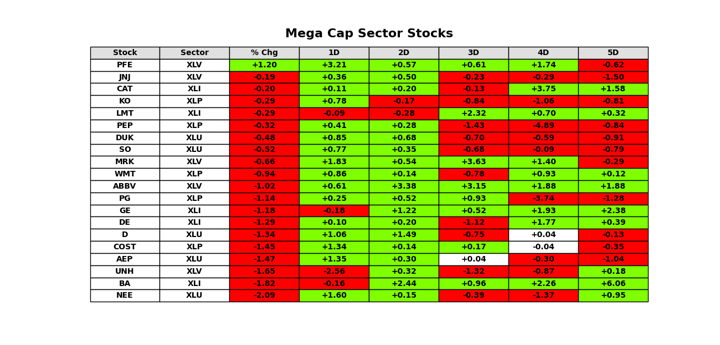 Mega Cap Sector Stocks
Stock Sector % Chg 1D 2D 3D 4D 5D
PFE XLV +1.20 +3.21 +0.57 +0.61 +1.74 -0.62
JNJ XLV -0.19 +0.36 +0.50 -0.23 -0.29 -1.50
CAT XLI -0.20 +0.11 +0.20 -0.13 +3.75 +1.58
KO XLP -0.29 +0.78 -0.17 -0.84 -1.06 -0.81
LMT XLI -0.29 -0.09 -0.28 +2.32 +0.70 +0.32
PEP XLP -0.32 +0.41 +0.28 -1.43 -4.89 -0.84
DUK XLU -0.48 +0.85 +0.68 -0.70 -0.59 -0.91
SO XLU -0.52 +0.77 +0.35 -0.68 -0.09 -0.79
MRK XLV -0.66 +1.83 +0.54 +3.63 +1.40 -0.29
WMT XLP -0.94 +0.86 +0.14 -0.78 +0.93 +0.12
ABBV XLV -1.02 +0.61 +3.38 +3.15 +1.88 +1.88
PG XLP -1.14 +0.25 +0.52 +0.93 -3.74 -1.28
GE XLI -1.18 -0.18 +1.22 +0.52 +1.93 +2.38
DE XLI -1.29 +0.10 +0.20 -1.12 +1.77 +0.39
D XLU -1.34 +1.06 +1.49 -0.75 +0.04 -0.13
COST XLP -1.45 +1.34 +0.14 +0.17 -0.04 -0.35
AEP XLU -1.47 +1.35 +0.30 +0.04 -0.30 -1.04
UNH XLV -1.65 -2.56 +0.32 -1.32 -0.87 +0.18
BA XLI -1.82 -0.16 +2.44 +0.96 +2.26 +6.06
NEE XLU -2.09 +1.60 +0.15 -0.39 -1.37 +0.95